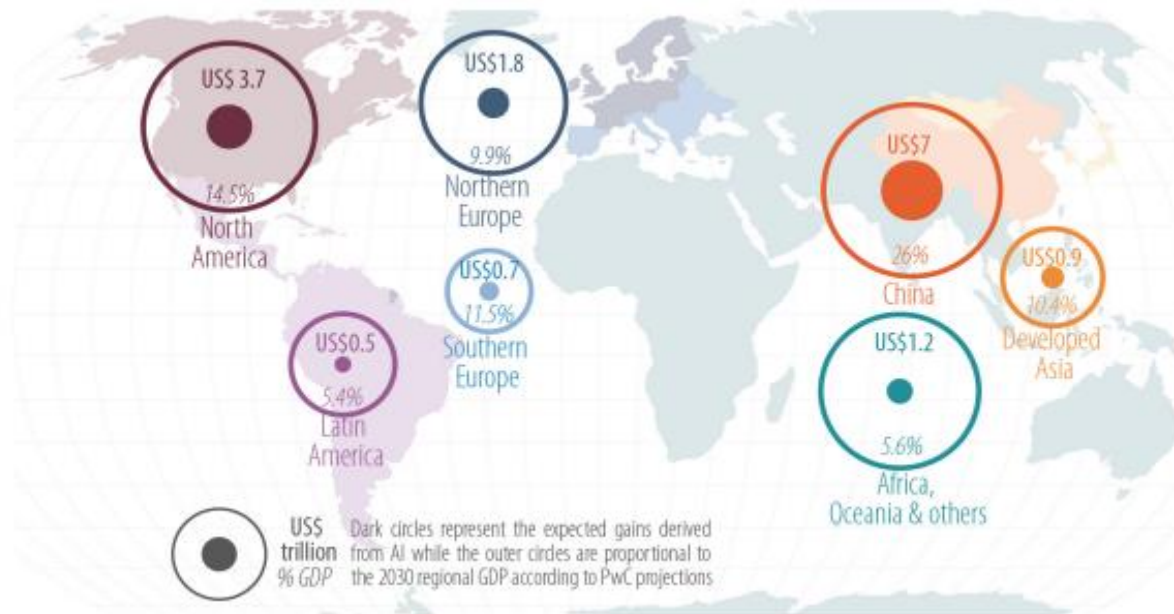 US$ 3.7
14.5%
North
America
US$1.8
9.9%
Northern
Europe
US$0.7
11.5%
Southern
Europe
US$0.5
5.4%
Latin
America
US$7
26%
China
US$0.9
10.4%
Developed
Asia
US$1.2
5.6%
Africa,
Oceania & others
US$
trillion
% GDP
Dark circles represent the expected gains derived
from AI while the outer circles are proportional to
the 2030 regional GDP according to PwC projections